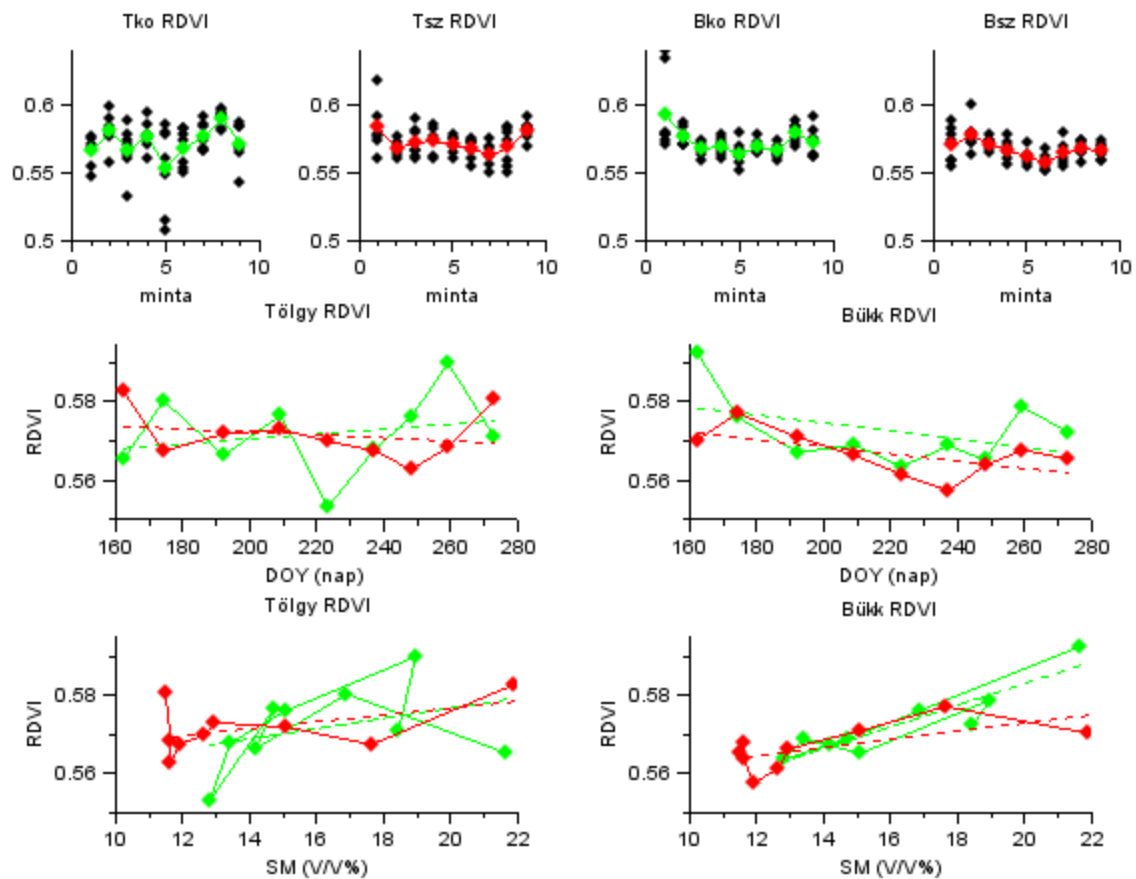 Tko RDVI Tsz RDVI Bko RDVI Bsz RDVI
0.6 0.6 0.6 0.6
0.55 0.55 0.55 0.55
0.5 0.5 0.5 0.5
0 5 10 0 5 10 0 5 10 0 5 10
minta minta minta minta
Tölgy RDVI Bükk RDVI
RDVI RDVI
0.58 0.58
0.56 0.56
160 180 200 220 240 260 280 160 180 200 220 240 260 280
DOY (nap) DOY (nap)
Tölgy RDVI Bükk RDVI
RDVI RDVI
0.58 0.58
0.56 0.56
10 12 14 16 18 20 22 10 12 14 16 18 20 22
SM (V/V%) SM (V/V%)